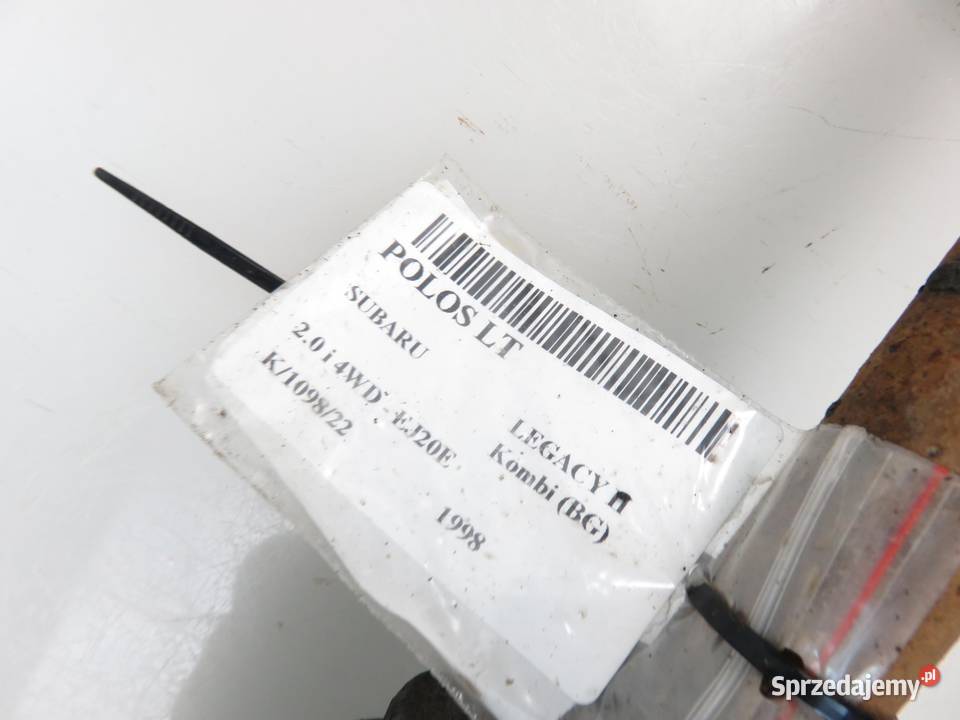 POLOS LT
SUBARU LEGACY II
2.0 i 4WD - EJ20E Kombi (BG)
K/1098/22 1998
Sprzedajemy.pl